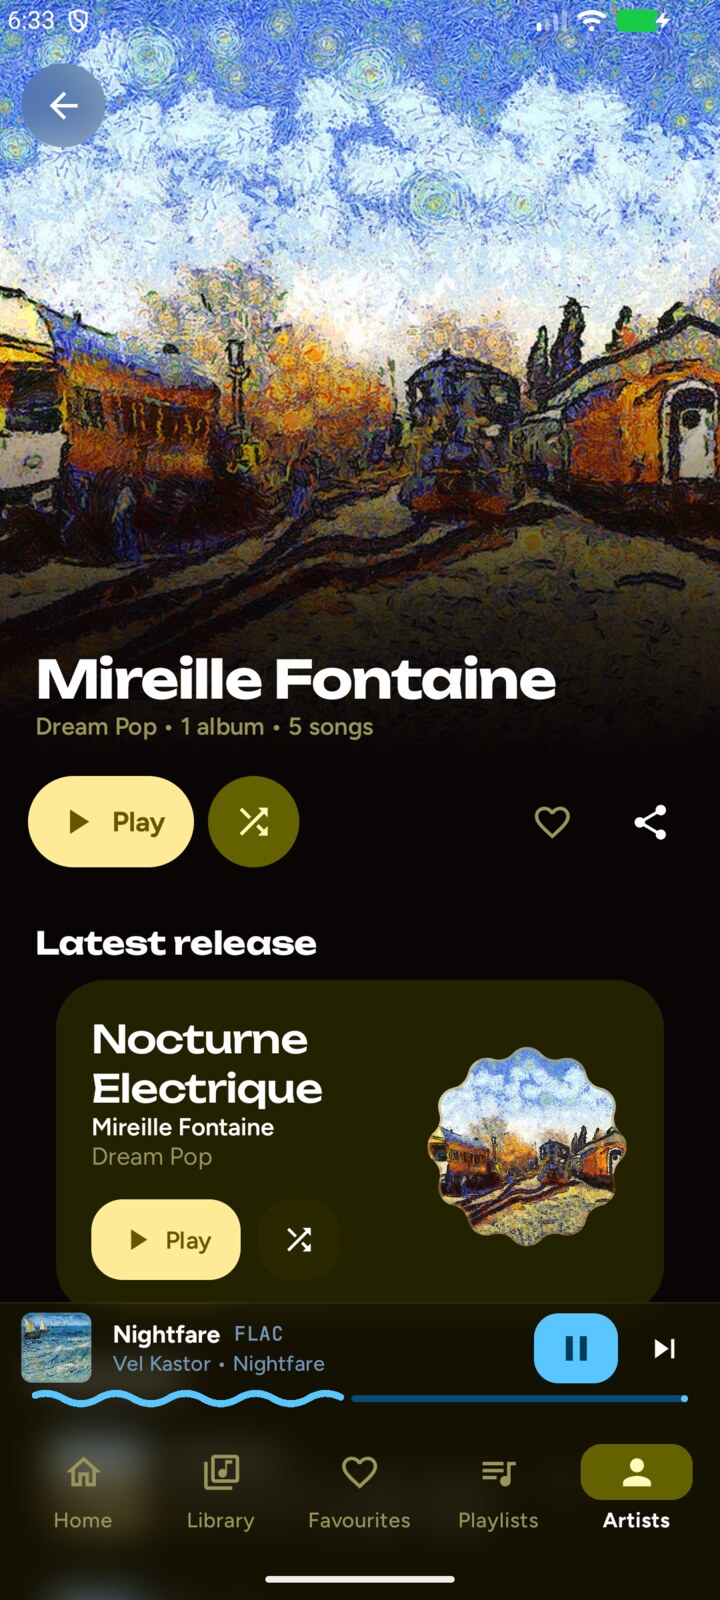 6:33
Mireille Fontaine
Dream Pop • 1 album • 5 songs
Play
Latest release
Nocturne
Electrique
Mireille Fontaine
Dream Pop
Play
Nightfare FLAC
Vel Kastor • Nightfare
Home Library Favourites Playlists Artists